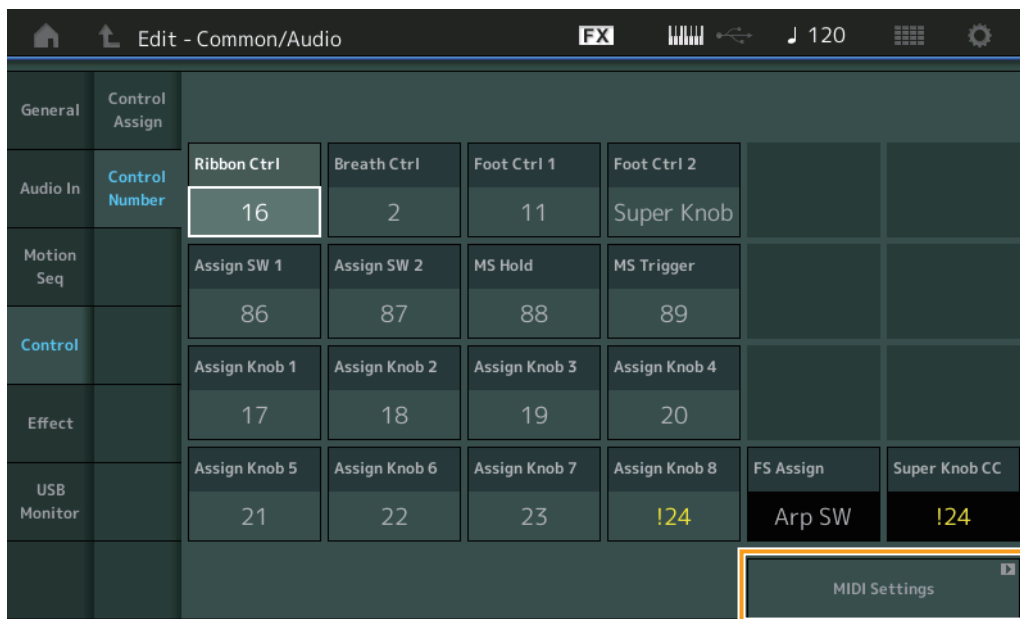 Edit - Common/Audio
FX
♩ 120
General
Control
Assign
Audio In
Control
Number
Ribbon Ctrl
Breath Ctrl
Foot Ctrl 1
Foot Ctrl 2
16
2
11
Super Knob
Motion
Seq
Assign SW 1
Assign SW 2
MS Hold
MS Trigger
86
87
88
89
Control
Assign Knob 1
Assign Knob 2
Assign Knob 3
Assign Knob 4
17
18
19
20
Effect
Assign Knob 5
Assign Knob 6
Assign Knob 7
Assign Knob 8
FS Assign
Super Knob CC
USB
Monitor
21
22
23
!24
Arp SW
!24
MIDI Settings